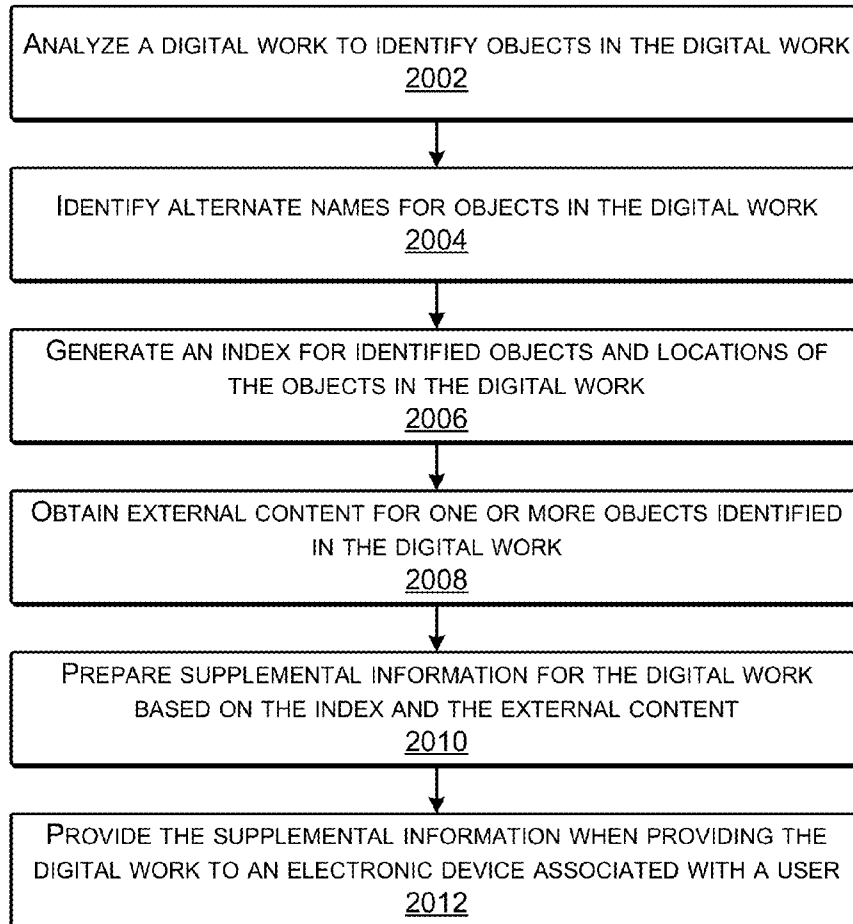 ANALYZE A DIGITAL WORK TO IDENTIFY OBJECTS IN THE DIGITAL WORK
2002
IDENTIFY ALTERNATE NAMES FOR OBJECTS IN THE DIGITAL WORK
2004
GENERATE AN INDEX FOR IDENTIFIED OBJECTS AND LOCATIONS OF
THE OBJECTS IN THE DIGITAL WORK
2006
OBTAIN EXTERNAL CONTENT FOR ONE OR MORE OBJECTS IDENTIFIED
IN THE DIGITAL WORK
2008
PREPARE SUPPLEMENTAL INFORMATION FOR THE DIGITAL WORK
BASED ON THE INDEX AND THE EXTERNAL CONTENT
2010
PROVIDE THE SUPPLEMENTAL INFORMATION WHEN PROVIDING THE
DIGITAL WORK TO AN ELECTRONIC DEVICE ASSOCIATED WITH A USER
2012